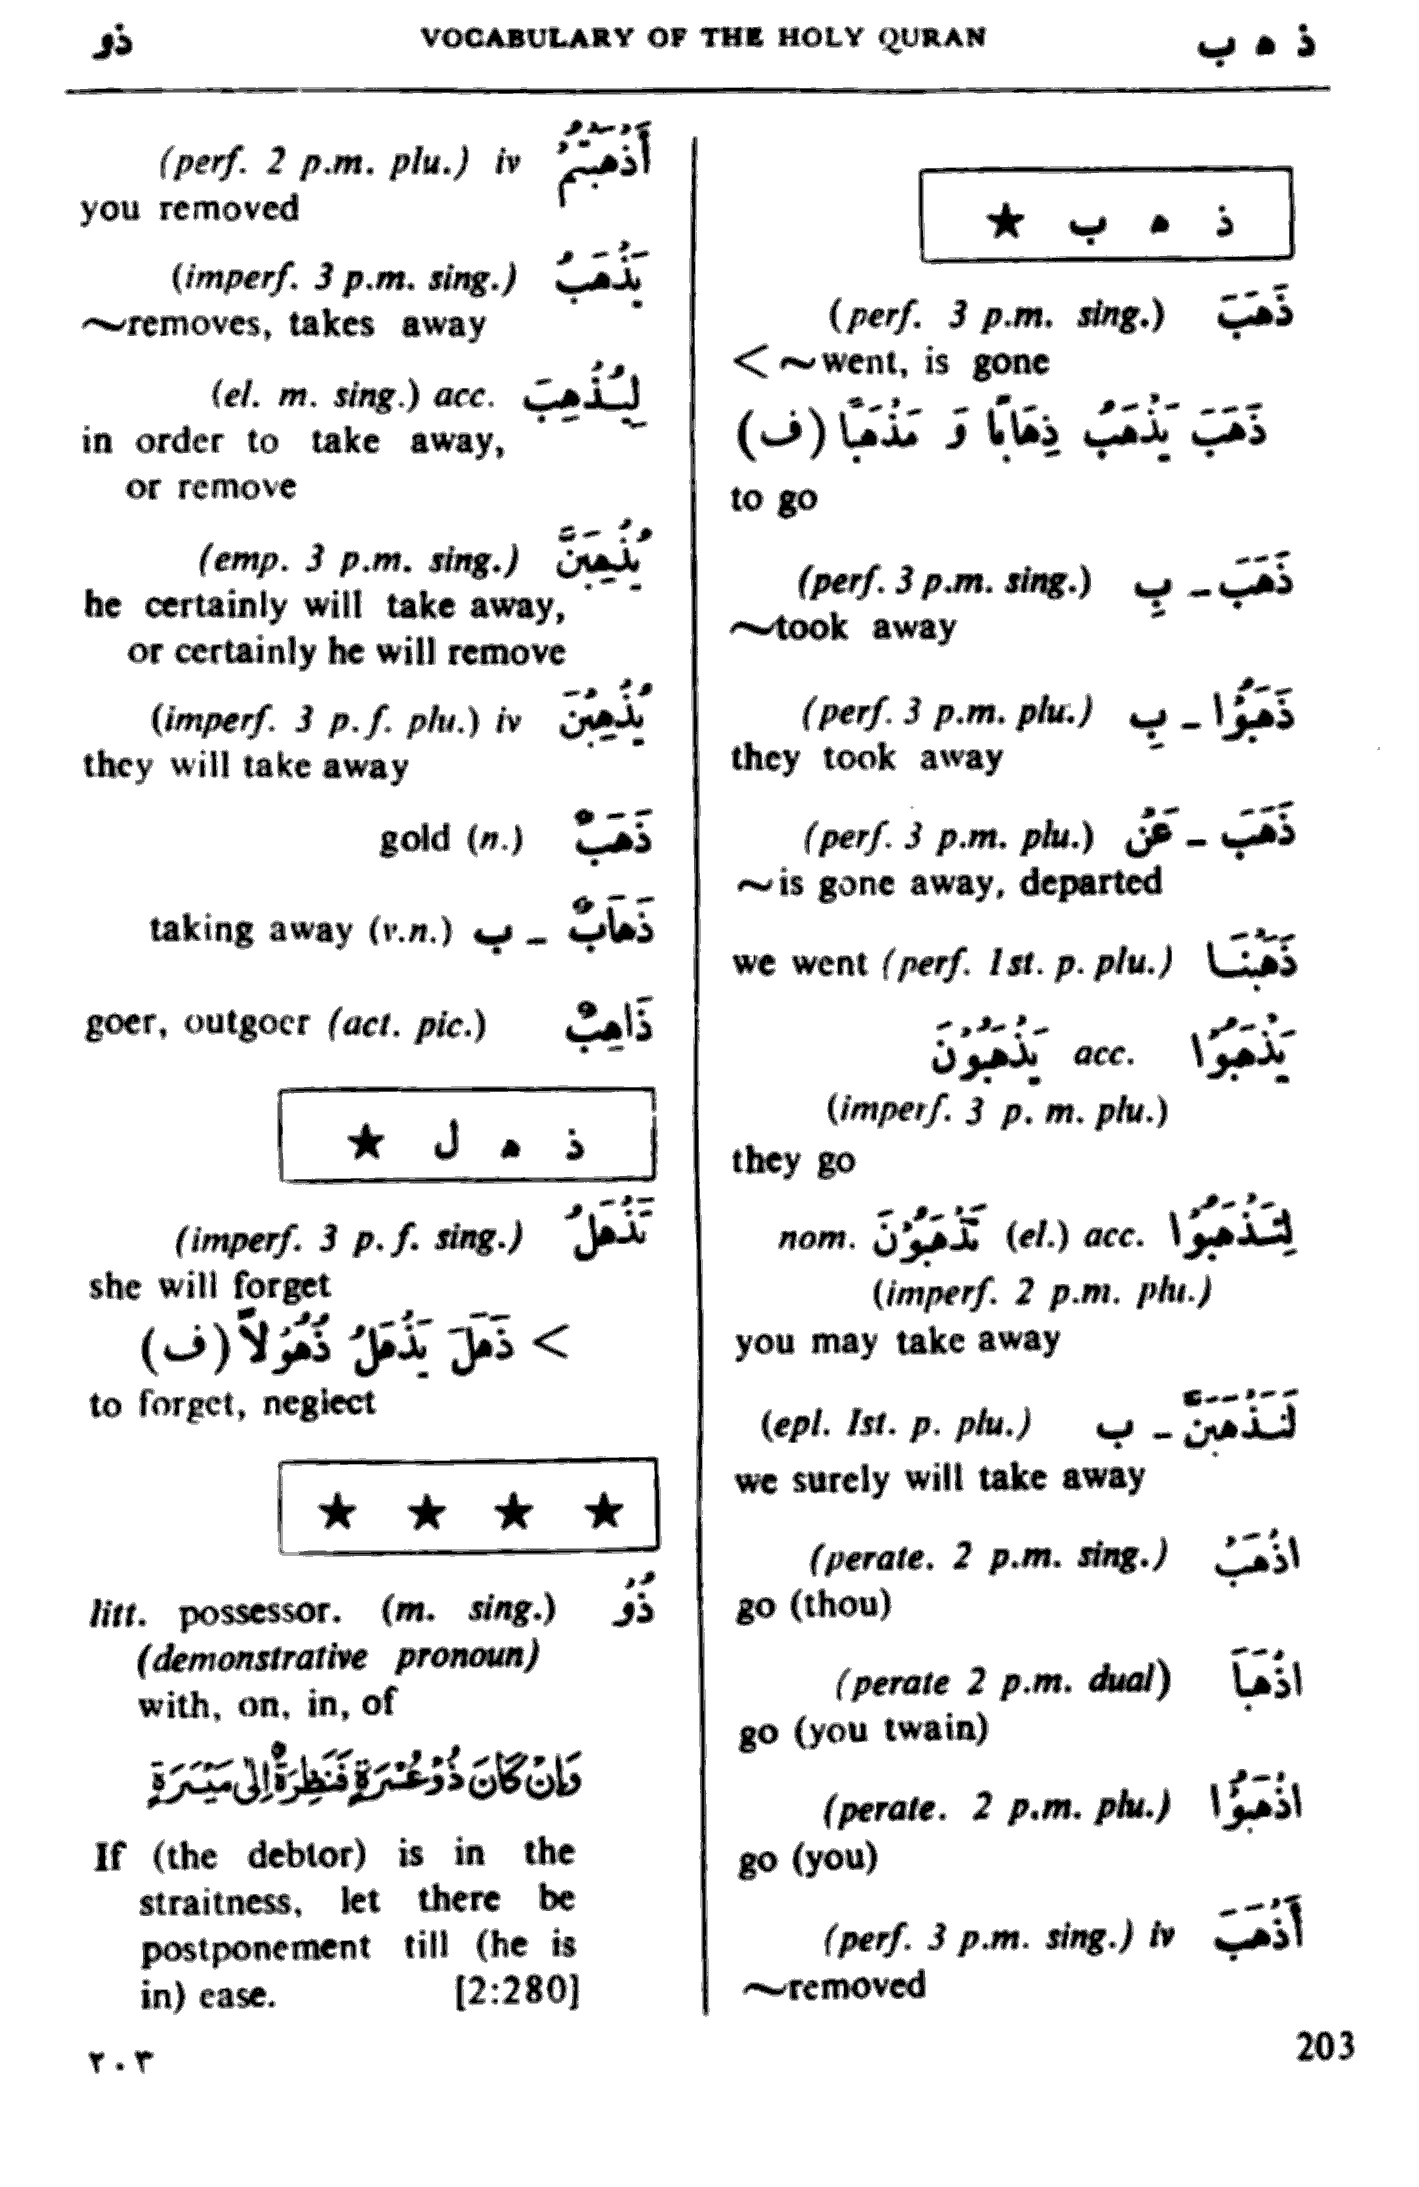 ذو VOCABULARY OF THE HOLY QURAN ذ ه ب
ذ ه ب ★
(perf. 3 p.m. sing.) ذَهَبَ
< ~went, is gone
ذَهَبَ يَذْهَبُ ذِهَابًا وَ مَذْهَبًا (ف)
to go
(perf. 3 p.m. sing.) ذَهَبَ - بِ
~took away
(perf. 3 p.m. plu.) ذَهَبُوْا - بِ
they took away
(perf. 3 p.m. plu.) ذَهَبَ - عَنْ
~is gone away, departed
we went (perf. 1st. p. plu.) ذَهَبْنَا
يَذْهَبُوْنَ acc. يَذْهَبُوْا
(imperf. 3 p. m. plu.)
they go
nom. تَذْهَبُوْنَ (el.) acc. لِتَذْهَبُوْا
(imperf. 2 p.m. plu.)
you may take away
(epl. Ist. p. plu.) لَنَذْهَبَنَّ - ب
we surely will take away
(perate. 2 p.m. sing.) اذْهَبْ
go (thou)
(perate 2 p.m. dual) اذْهَبَا
go (you twain)
(perate. 2 p.m. plu.) اذْهَبُوْا
go (you)
(perf. 3 p.m. sing.) iv أَذْهَبَ
~removed
(perf. 2 p.m. plu.) iv أَذْهَبْتُمْ
you removed
(imperf. 3 p.m. sing.) يَذْهَبُ
~removes, takes away
(el. m. sing.) acc. لِيُذْهِبَ
in order to take away,
or remove
(emp. 3 p.m. sing.) يُذْهِبَنَّ
he certainly will take away,
or certainly he will remove
(imperf. 3 p. f. plu.) iv يُذْهِبْنَ
they will take away
gold (n.) ذَهَبٌ
taking away (v.n.) ذَهَابٌ - ب
goer, outgoer (act. pic.) ذَاهِبٌ
ذ ه ل ★
(imperf. 3 p. f. sing.) تَذْهَلُ
she will forget
> ذَهَلَ يَذْهَلُ ذُهُوْلاً (ف)
to forget, neglect
★ ★ ★ ★
litt. possessor. (m. sing.) ذُوْ
(demonstrative pronoun)
with, on, in, of
وَاِنْ كَانَ ذُوْ عُسْرَةٍ فَنَظِرَةٌ اِلٰى مَيْسَرَةٍ
If (the debtor) is in the
straitness, let there be
postponement till (he is
in) ease. [2:280]
٢٠٣ 203